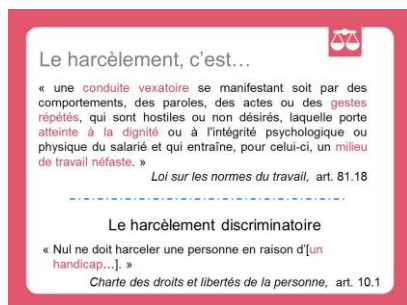 Le harcèlement, c'est…
« une conduite vexatoire se manifestant soit par des
comportements, des paroles, des actes ou des gestes
répétés, qui sont hostiles ou non désirés, laquelle porte
atteinte à la dignité ou à l'intégrité psychologique ou
physique du salarié et qui entraîne, pour celui-ci, un milieu
de travail néfaste. »
Loi sur les normes du travail, art. 81.18
Le harcèlement discriminatoire
« Nul ne doit harceler une personne en raison d'[un
handicap…]. »
Charte des droits et libertés de la personne, art. 10.1